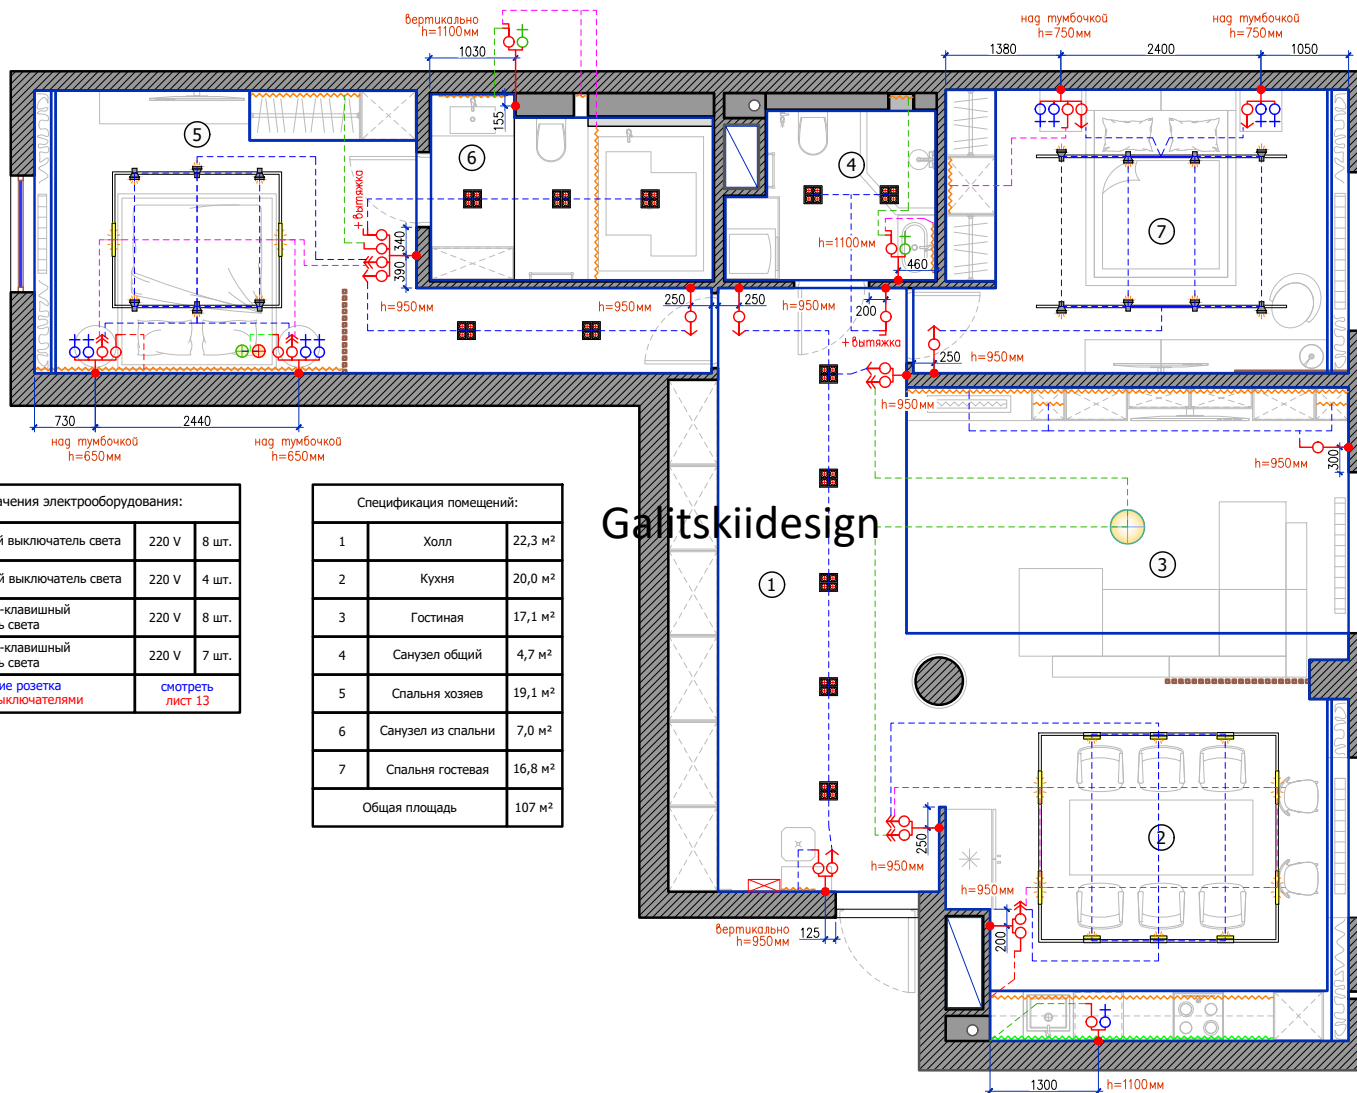 вертикально
h=1100мм
над тумбочкой
h=750мм
над тумбочкой
h=750мм
1030
1380
2400
1050
155
5
6
4
7
+вытяжка
340
390
h=1100мм
460
h=950мм
h=950мм
250
250
h=950мм
200
+вытяжка
250
h=950мм
h=950мм
730
2440
над тумбочкой
h=650мм
над тумбочкой
h=650мм
h=950мм
300
ачения электрооборудования:
й выключатель света 220 V 8 шт.
й выключатель света 220 V 4 шт.
-клавишный
ь света 220 V 8 шт.
-клавишный
ь света 220 V 7 шт.
ие розетка
ыключателями
смотреть
лист 13
Спецификация помещений:
1 Холл 22,3 м²
2 Кухня 20,0 м²
3 Гостиная 17,1 м²
4 Санузел общий 4,7 м²
5 Спальня хозяев 19,1 м²
6 Санузел из спальни 7,0 м²
7 Спальня гостевая 16,8 м²
Общая площадь 107 м²
Galitskiidesign
1
3
2
250
h=950мм
h=950мм
200
вертикально
h=950мм
125
1300
h=1100мм